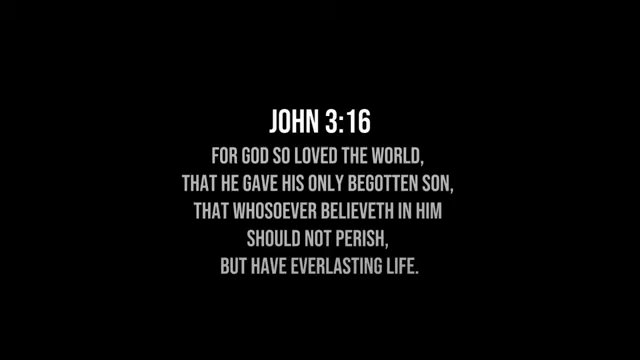 JOHN 3:16
FOR GOD SO LOVED THE WORLD,
THAT HE GAVE HIS ONLY BEGOTTEN SON,
THAT WHOSOEVER BELIEVETH IN HIM
SHOULD NOT PERISH,
BUT HAVE EVERLASTING LIFE.